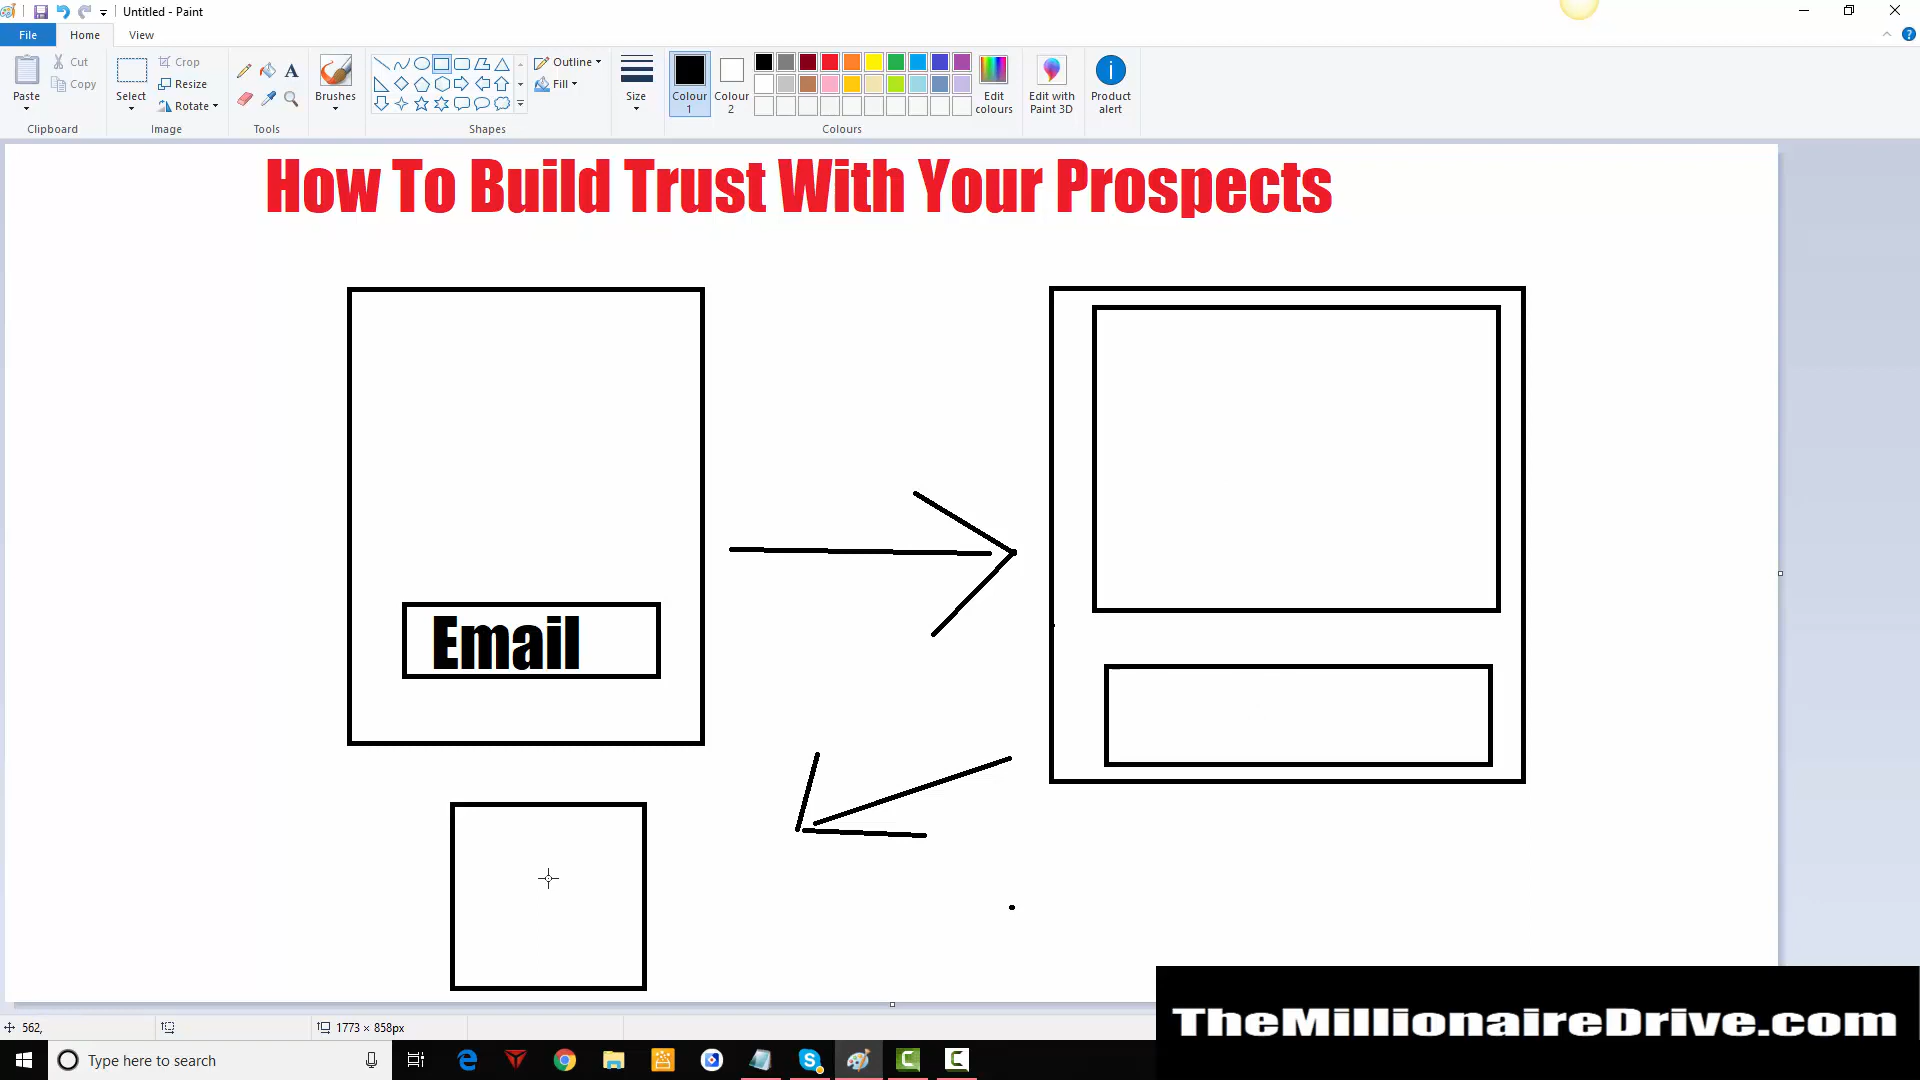 Untitled - Paint
File Home View
Paste
Cut
Copy
Clipboard
Select
Crop
Resize
Rotate
Image
Tools
Brushes
Shapes
Outline
Fill
Size
Colour 1
Colour 2
Edit colours
Colours
Edit with Paint 3D
Product alert
How To Build Trust With Your Prospects
Email
562,
1773 × 858px
TheMillionaireDrive.com
Type here to search